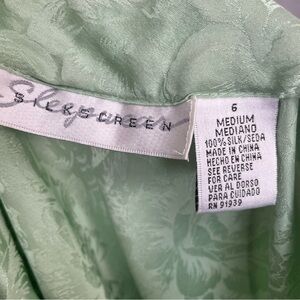 SILKSCREEN
6
MEDIUM
MEDIANO
100% SILK/SEDA
MADE IN CHINA
HECHO EN CHINA
SEE REVERSE
FOR CARE
VER AL DORSO
PARA CUIDADO
RN 91939